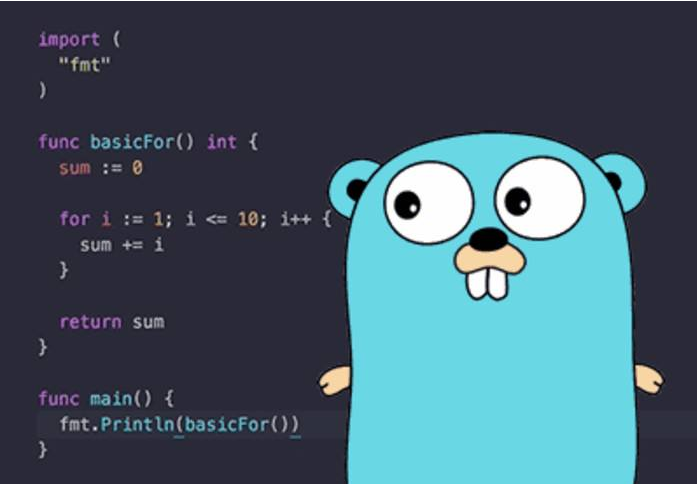 import (
  "fmt"
)

func basicFor() int {
  sum := 0

  for i := 1; i <= 10; i++ {
    sum += i
  }

  return sum
}

func main() {
  fmt.Println(basicFor())
}